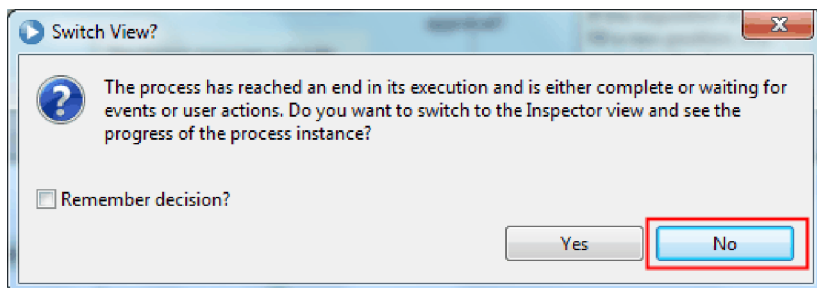 Switch View?
The process has reached an end in its execution and is either complete or waiting for
events or user actions. Do you want to switch to the Inspector view and see the
progress of the process instance?
Remember decision?
Yes
No